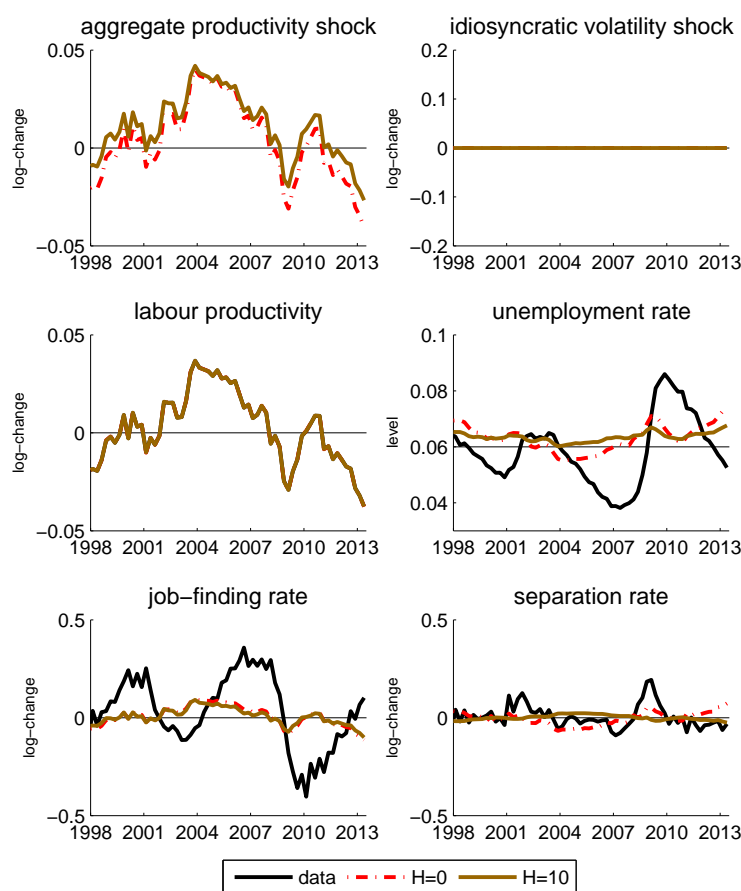 aggregate productivity shock
idiosyncratic volatility shock
0.05
0
−0.05
log−change
1998 2001 2004 2007 2010 2013
0.2
0.1
0
−0.1
−0.2
log−change
1998 2001 2004 2007 2010 2013
labour productivity
unemployment rate
0.05
0
−0.05
log−change
1998 2001 2004 2007 2010 2013
0.1
0.08
0.06
0.04
level
1998 2001 2004 2007 2010 2013
job−finding rate
separation rate
0.5
0
−0.5
log−change
1998 2001 2004 2007 2010 2013
0.5
0
−0.5
log−change
1998 2001 2004 2007 2010 2013
data H=0 H=10